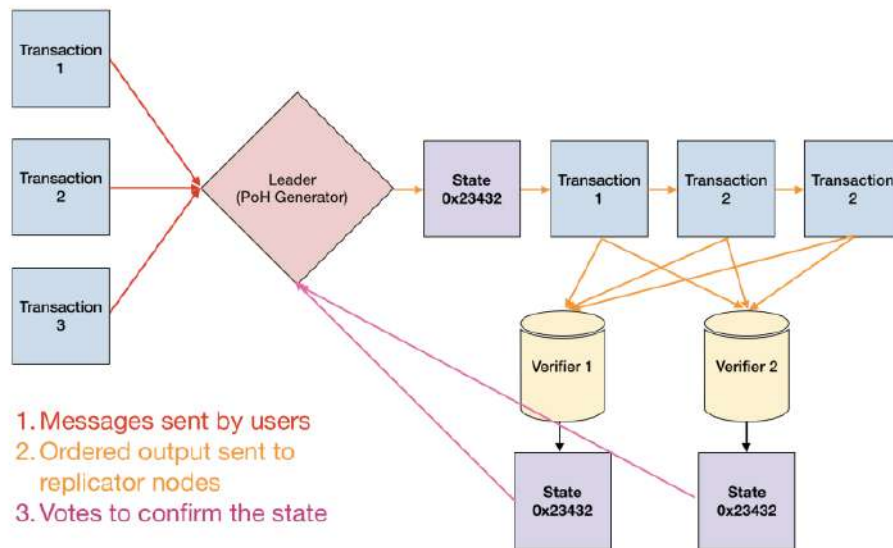 Transaction
1
Transaction
2
Transaction
3
Leader
(PoH Generator)
State
0x23432
Transaction
1
Transaction
2
Transaction
2
Verifier 1
Verifier 2
State
0x23432
State
0x23432
1. Messages sent by users
2. Ordered output sent to
replicator nodes
3. Votes to confirm the state